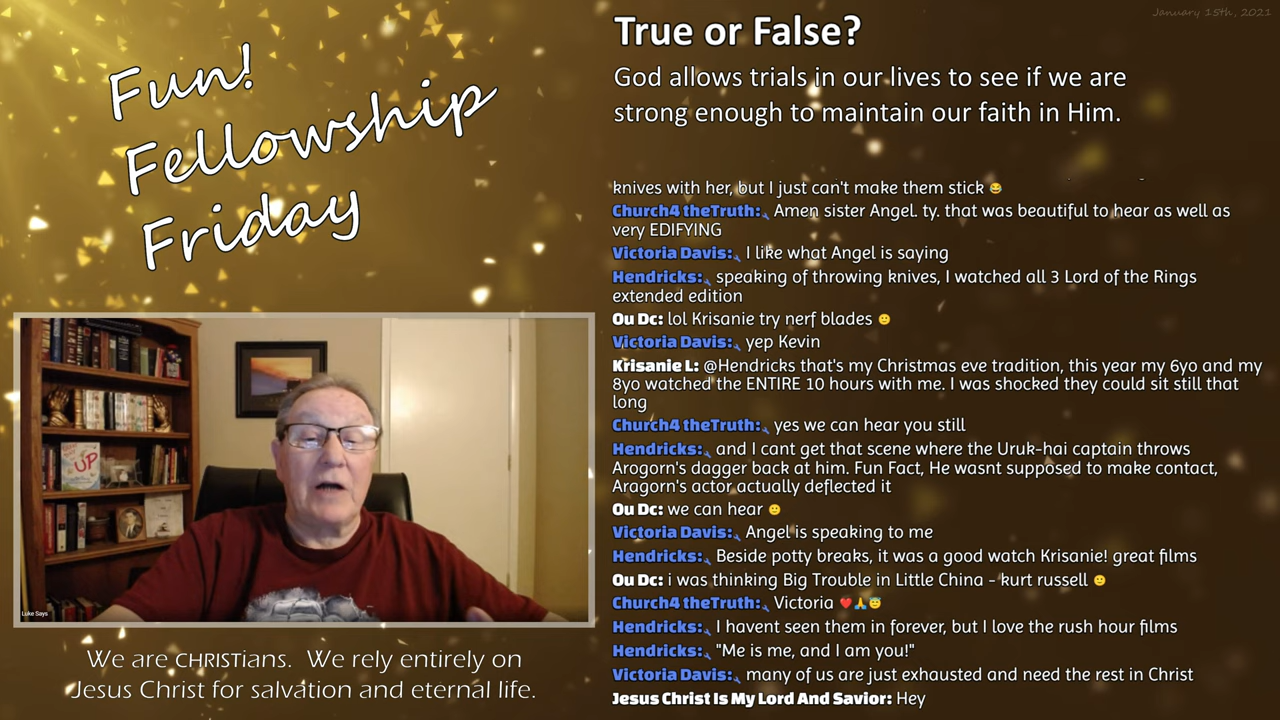 Fun!
Fellowship
Friday
Luke Says
We are CHRISTians. We rely entirely on
Jesus Christ for salvation and eternal life.
January 15th, 2021
True or False?
God allows trials in our lives to see if we are
strong enough to maintain our faith in Him.
knives with her, but I just can't make them stick 😂
Church4 theTruth: Amen sister Angel. ty. that was beautiful to hear as well as
very EDIFYING
Victoria Davis: I like what Angel is saying
Hendricks: speaking of throwing knives, I watched all 3 Lord of the Rings
extended edition
Ou Dc: lol Krisanie try nerf blades 🙂
Victoria Davis: yep Kevin
Krisanie L: @Hendricks that's my Christmas eve tradition, this year my 6yo and my
8yo watched the ENTIRE 10 hours with me. I was shocked they could sit still that
long
Church4 theTruth: yes we can hear you still
Hendricks: and I cant get that scene where the Uruk-hai captain throws
Arogorn's dagger back at him. Fun Fact, He wasnt supposed to make contact,
Aragorn's actor actually deflected it
Ou Dc: we can hear 🙂
Victoria Davis: Angel is speaking to me
Hendricks: Beside potty breaks, it was a good watch Krisanie! great films
Ou Dc: i was thinking Big Trouble in Little China - kurt russell 🙂
Church4 theTruth: Victoria ❤️🙏😇
Hendricks: I havent seen them in forever, but I love the rush hour films
Hendricks: "Me is me, and I am you!"
Victoria Davis: many of us are just exhausted and need the rest in Christ
Jesus Christ Is My Lord And Savior: Hey